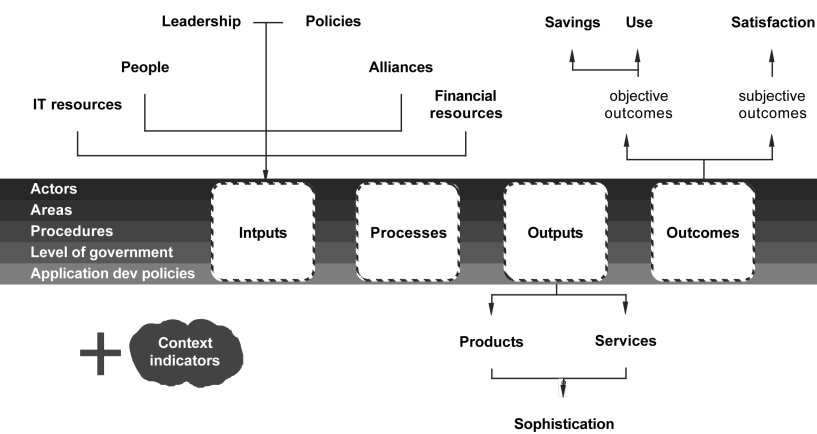 Leadership
Policies
Savings
Use
Satisfaction
People
Alliances
IT resources
Financial
resources
objective
outcomes
subjective
outcomes
Actors
Areas
Procedures
Level of government
Application dev policies
Intputs
Processes
Outputs
Outcomes
Context
indicators
Products
Services
Sophistication